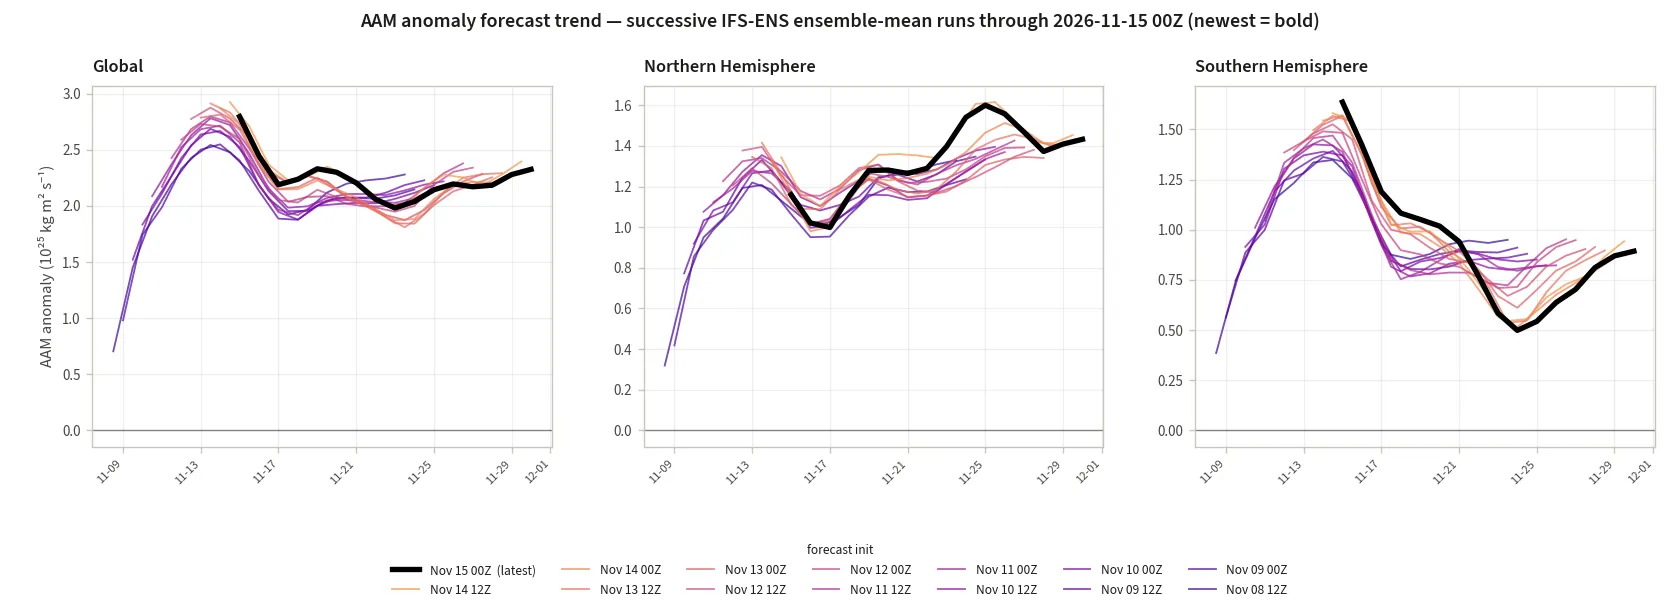 AAM anomaly forecast trend — successive IFS-ENS ensemble-mean runs through 2026-11-15 00Z (newest = bold)
Global
Northern Hemisphere
Southern Hemisphere
AAM anomaly (10²⁵ kg m² s⁻¹)
3.0
2.5
2.0
1.5
1.0
0.5
0.0
11-09
11-13
11-17
11-21
11-25
11-29
12-01
1.6
1.4
1.2
1.0
0.8
0.6
0.4
0.2
0.0
11-09
11-13
11-17
11-21
11-25
11-29
12-01
1.50
1.25
1.00
0.75
0.50
0.25
0.00
11-09
11-13
11-17
11-21
11-25
11-29
12-01
forecast init
Nov 15 00Z (latest)
Nov 14 12Z
Nov 14 00Z
Nov 13 12Z
Nov 13 00Z
Nov 12 12Z
Nov 12 00Z
Nov 11 12Z
Nov 11 00Z
Nov 10 12Z
Nov 10 00Z
Nov 09 12Z
Nov 09 00Z
Nov 08 12Z